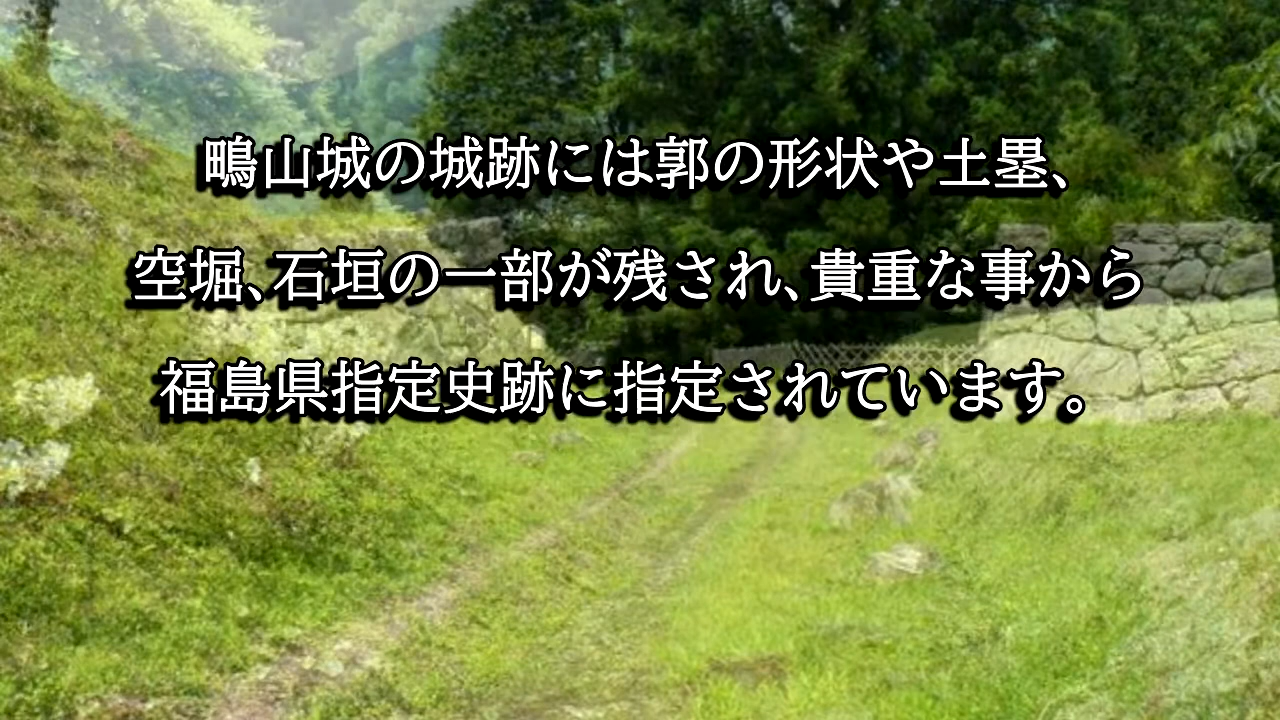 鴫山城の城跡には郭の形状や土塁、
空堀、石垣の一部が残され、貴重な事から
福島県指定史跡に指定されています。